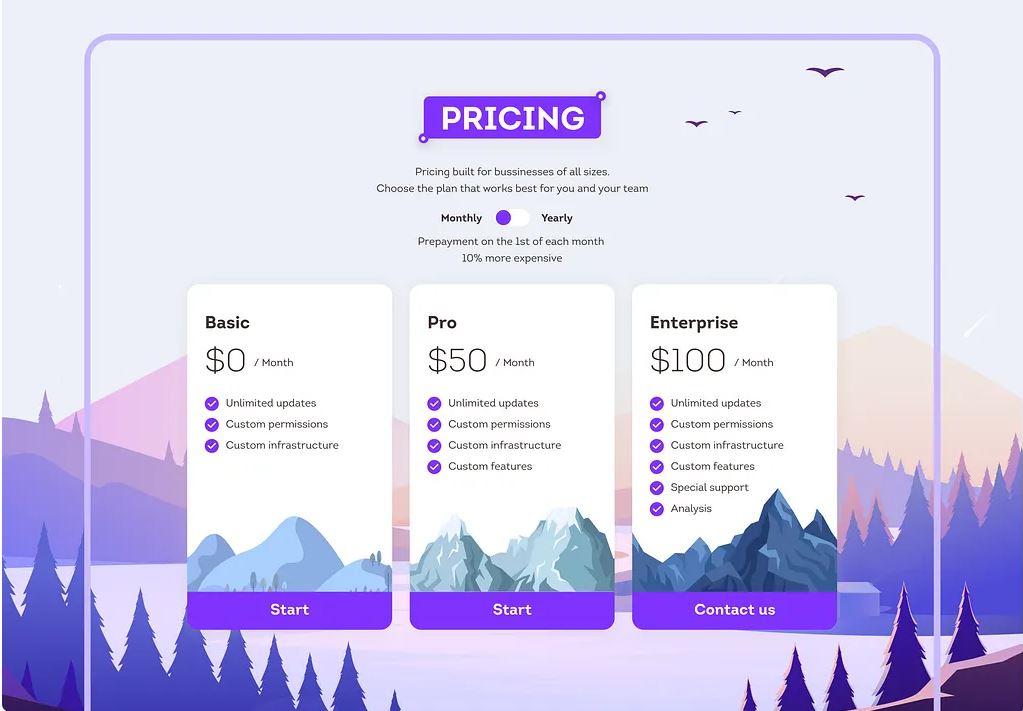 PRICING
Pricing built for bussinesses of all sizes.
Choose the plan that works best for you and your team
Monthly Yearly
Prepayment on the 1st of each month
10% more expensive
Basic
$0 / Month
Unlimited updates
Custom permissions
Custom infrastructure
Start
Pro
$50 / Month
Unlimited updates
Custom permissions
Custom infrastructure
Custom features
Start
Enterprise
$100 / Month
Unlimited updates
Custom permissions
Custom infrastructure
Custom features
Special support
Analysis
Contact us